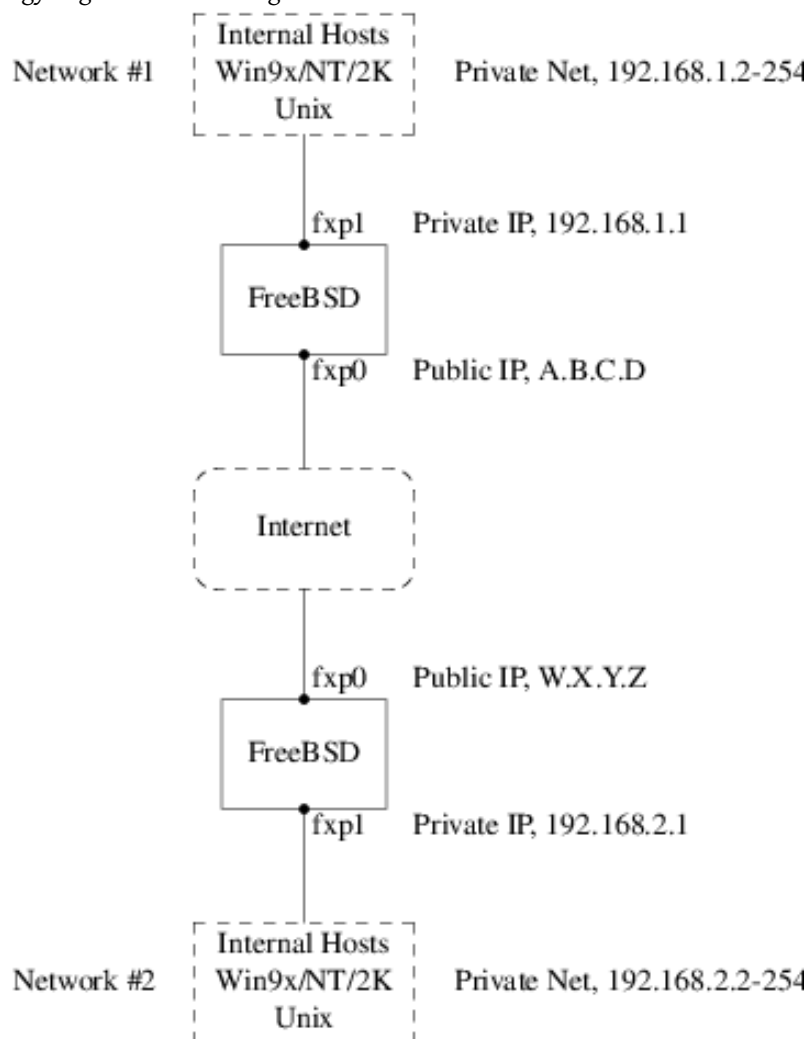 Internal Hosts
Network #1 Win9x/NT/2K Private Net, 192.168.1.2-254
Unix
fxp1 Private IP, 192.168.1.1
FreeBSD
fxp0 Public IP, A.B.C.D
Internet
fxp0 Public IP, W.X.Y.Z
FreeBSD
fxp1 Private IP, 192.168.2.1
Internal Hosts
Network #2 Win9x/NT/2K Private Net, 192.168.2.2-254
Unix